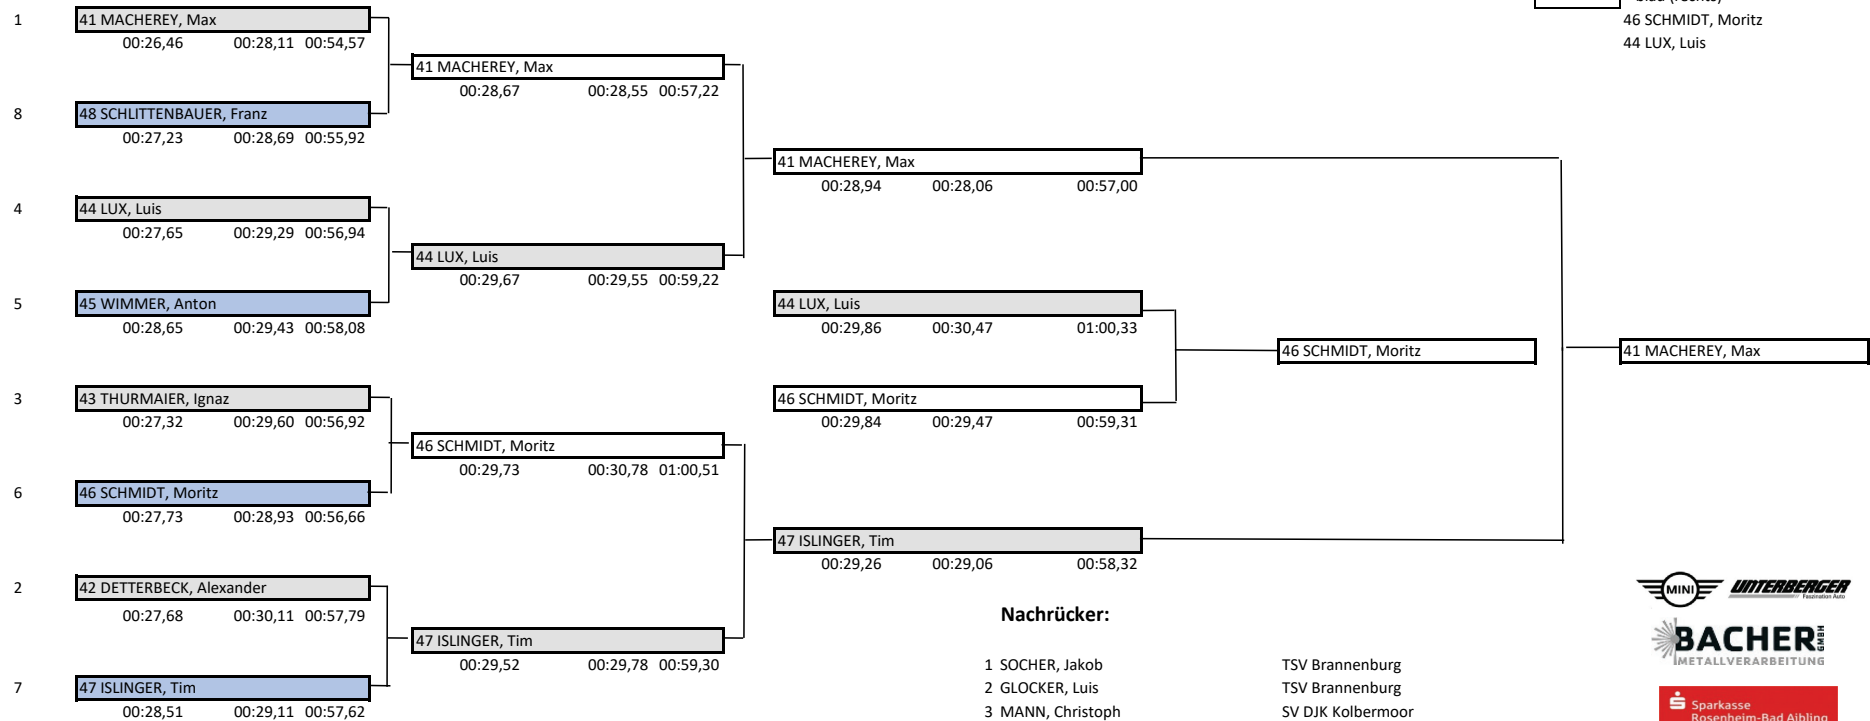 blau (rechts)
1 41 MACHEREY, Max 46 SCHMIDT, Moritz
00:26,46 00:28,11 00:54,57 44 LUX, Luis
41 MACHEREY, Max
00:28,67 00:28,55 00:57,22
8 48 SCHLITTENBAUER, Franz
00:27,23 00:28,69 00:55,92
41 MACHEREY, Max
00:28,94 00:28,06 00:57,00
4 44 LUX, Luis
00:27,65 00:29,29 00:56,94
44 LUX, Luis
00:29,67 00:29,55 00:59,22
5 45 WIMMER, Anton 44 LUX, Luis
00:28,65 00:29,43 00:58,08 00:29,86 00:30,47 01:00,33
46 SCHMIDT, Moritz 41 MACHEREY, Max
3 43 THURMAIER, Ignaz 46 SCHMIDT, Moritz
00:27,32 00:29,60 00:56,92 00:29,84 00:29,47 00:59,31
46 SCHMIDT, Moritz
00:29,73 00:30,78 01:00,51
6 46 SCHMIDT, Moritz
00:27,73 00:28,93 00:56,66
47 ISLINGER, Tim
00:29,26 00:29,06 00:58,32
2 42 DETTERBECK, Alexander
00:27,68 00:30,11 00:57,79
MINI UNTERBERGER
Faszination Auto
Nachrücker:
47 ISLINGER, Tim
00:29,52 00:29,78 00:59,30
BACHER GMBH
METALLVERARBEITUNG
1 SOCHER, Jakob TSV Brannenburg
7 47 ISLINGER, Tim 2 GLOCKER, Luis TSV Brannenburg
00:28,51 00:29,11 00:57,62 3 MANN, Christoph SV DJK Kolbermoor
Sparkasse
Rosenheim-Bad Aibling